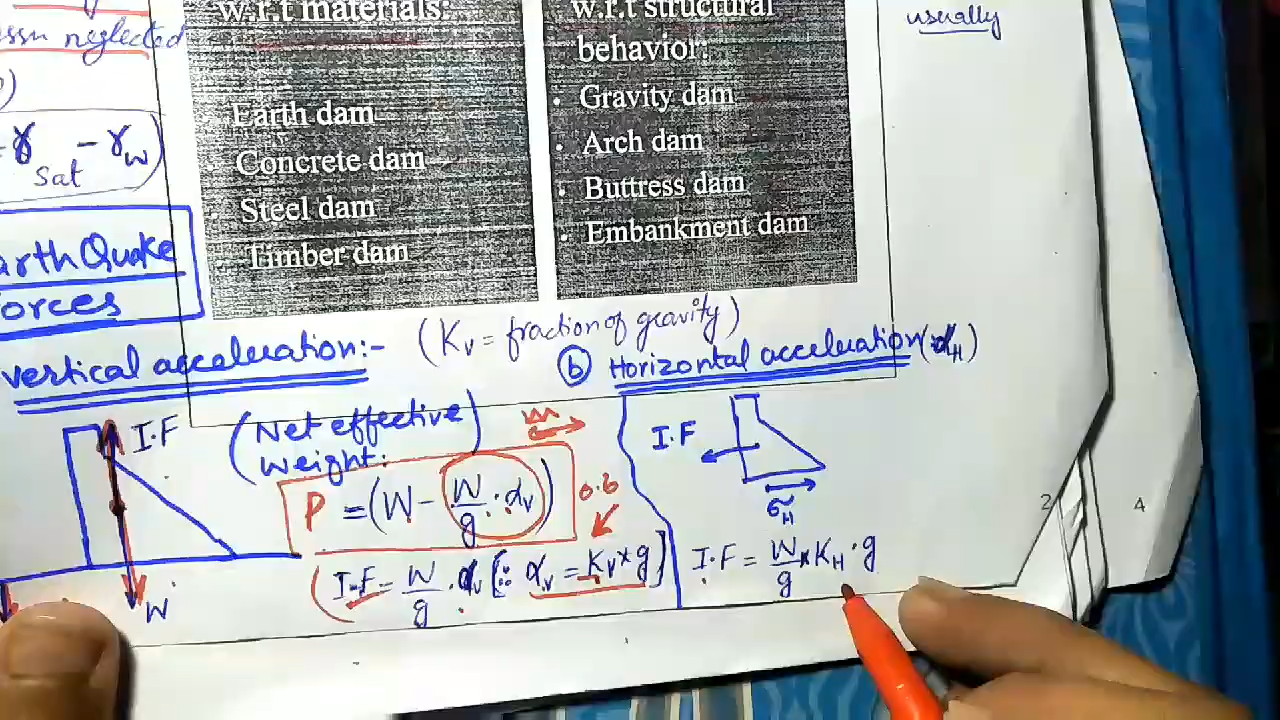 w.r.t materials:
Earth dam
Concrete dam
Steel dam
Timber dam
w.r.t structural
behavior:
• Gravity dam
• Arch dam
• Buttress dam
• Embankment dam
usually
neglected
γsat - γw
arthQuake
orces
vertical acceleration:-
(Kv = fraction of gravity)
(b) Horizontal acceleration (αH)
I.F
W
(Net effective
weight:)
P = (W - W/g . αv)
0.6
(I.F = W/g . αv [∵ αv = Kv * g]
I.F
I.F = W/g * KH . g
2
4